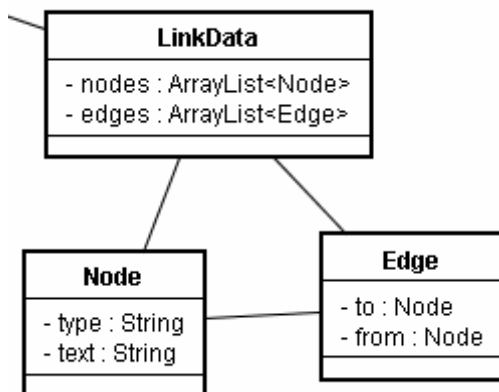 LinkData
- nodes : ArrayList<Node>
- edges : ArrayList<Edge>
Node
- type : String
- text : String
Edge
- to : Node
- from : Node